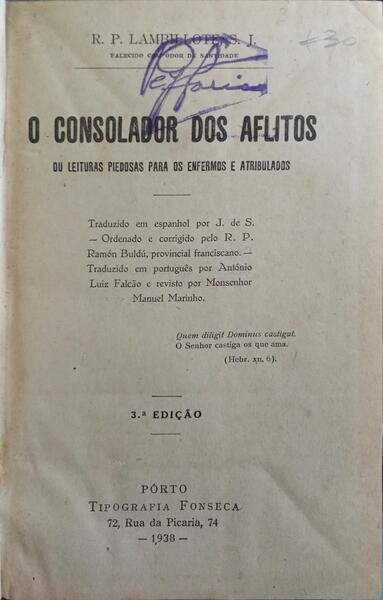 R. P. LAMBILLOTE, S. J.
FALECIDO COM ODOR DE SANTIDADE
O CONSOLADOR DOS AFLITOS
OU LEITURAS PIEDOSAS PARA OS ENFERMOS E ATRIBULADOS
Traduzido em espanhol por J. de S.
— Ordenado e corrigido pelo R. P.
Ramón Buldú, provincial franciscano. —
Traduzido em português por António
Luiz Falcão e revisto por Monsenhor
Manuel Marinho.
Quem diligit Dominus castigat.
O Senhor castiga os que ama.
(Hebr. XII, 6).
3.ª EDIÇÃO
PÔRTO
TIPOGRAFIA FONSECA
72, Rua da Picaria, 74
— 1938 —